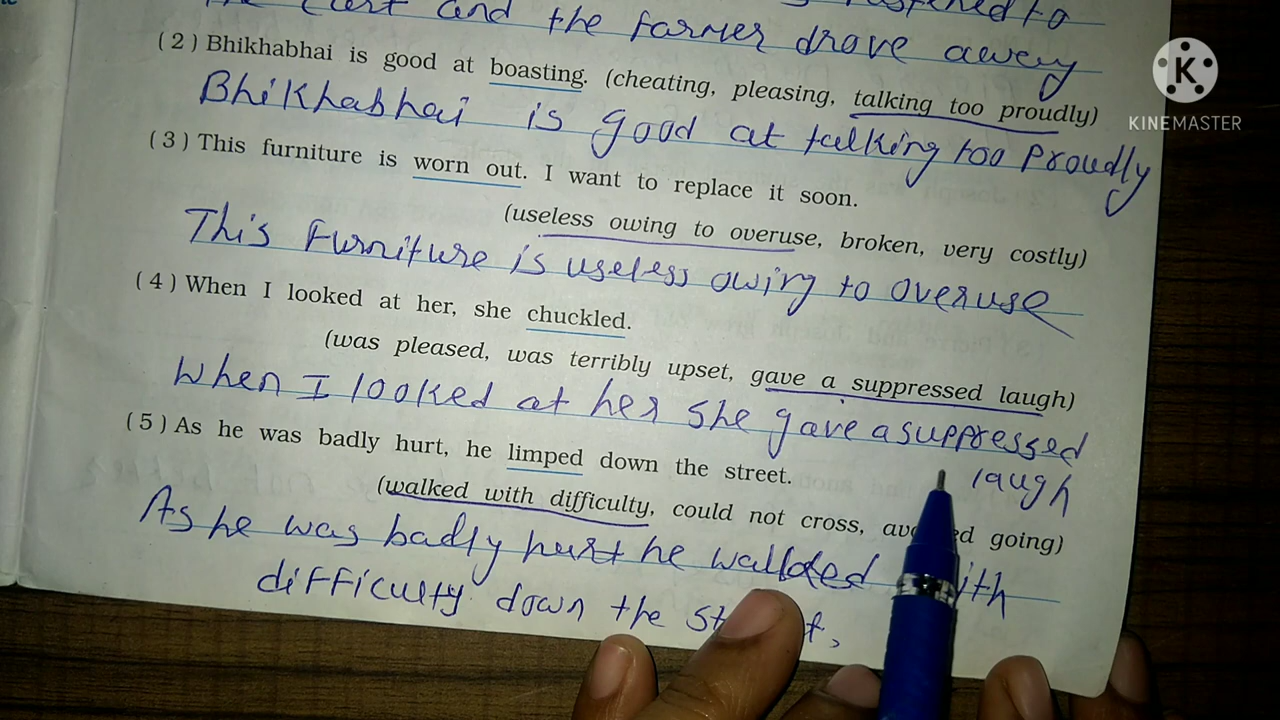 the cart and the farmer drove away
(2) Bhikhabhai is good at boasting. (cheating, pleasing, talking too proudly)
Bhikhabhai is good at talking too proudly
(3) This furniture is worn out. I want to replace it soon.
(useless owing to overuse, broken, very costly)
This furniture is useless owing to overuse
(4) When I looked at her, she chuckled.
(was pleased, was terribly upset, gave a suppressed laugh)
When I looked at her she gave a suppressed
laugh
(5) As he was badly hurt, he limped down the street.
(walked with difficulty, could not cross, going)
As he was badly hurt he walked with
difficulty down the
K
KINEMASTER